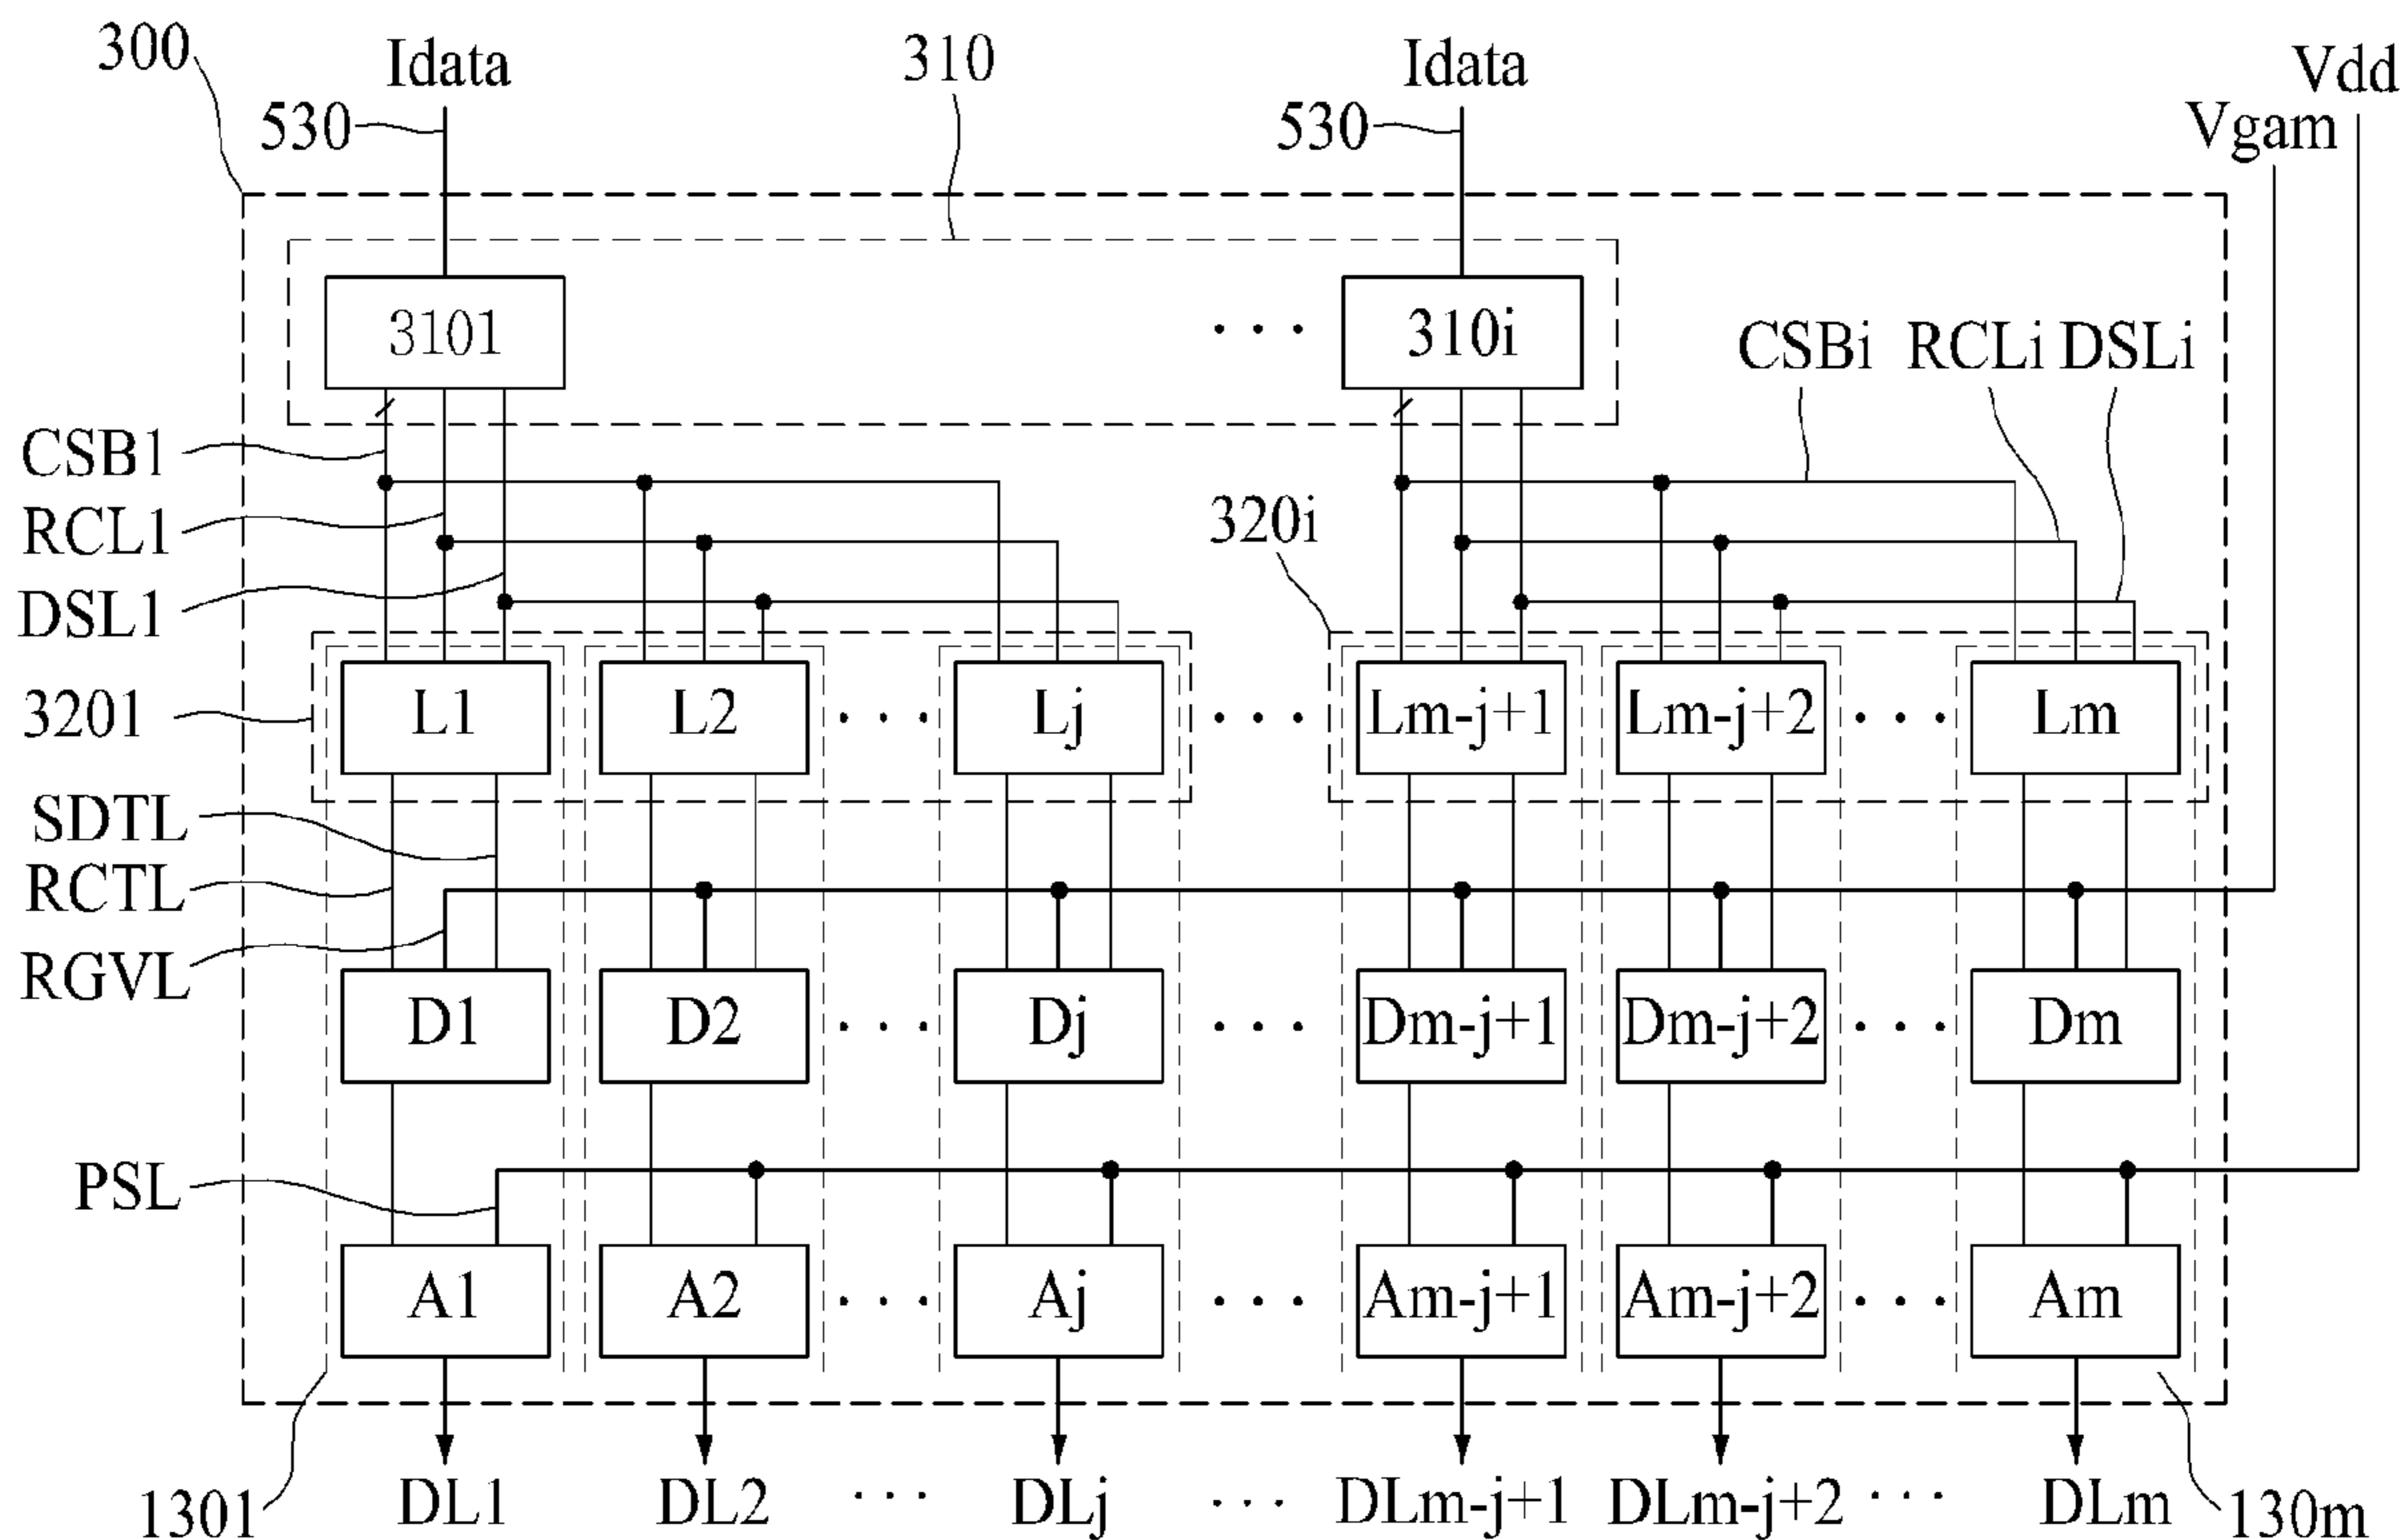 300 Idata 310 Idata Vdd
530 530 Vgam
3101 ... 310i CSBi RCLi DSLi
CSB1
RCL1 320i
DSL1
3201 L1 L2 ... Lj ... Lm-j+1 Lm-j+2 ... Lm
SDTL
RCTL
RGVL D1 D2 ... Dj ... Dm-j+1 Dm-j+2 ... Dm
PSL
A1 A2 ... Aj ... Am-j+1 Am-j+2 ... Am
1301 DL1 DL2 ... DLj ... DLm-j+1 DLm-j+2 ... DLm 130m